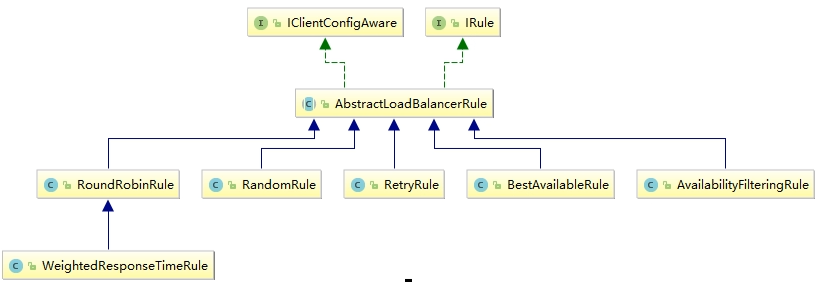 I IClientConfigAware
I IRule
C AbstractLoadBalancerRule
C RoundRobinRule
C RandomRule
C RetryRule
C BestAvailableRule
C AvailabilityFilteringRule
C WeightedResponseTimeRule